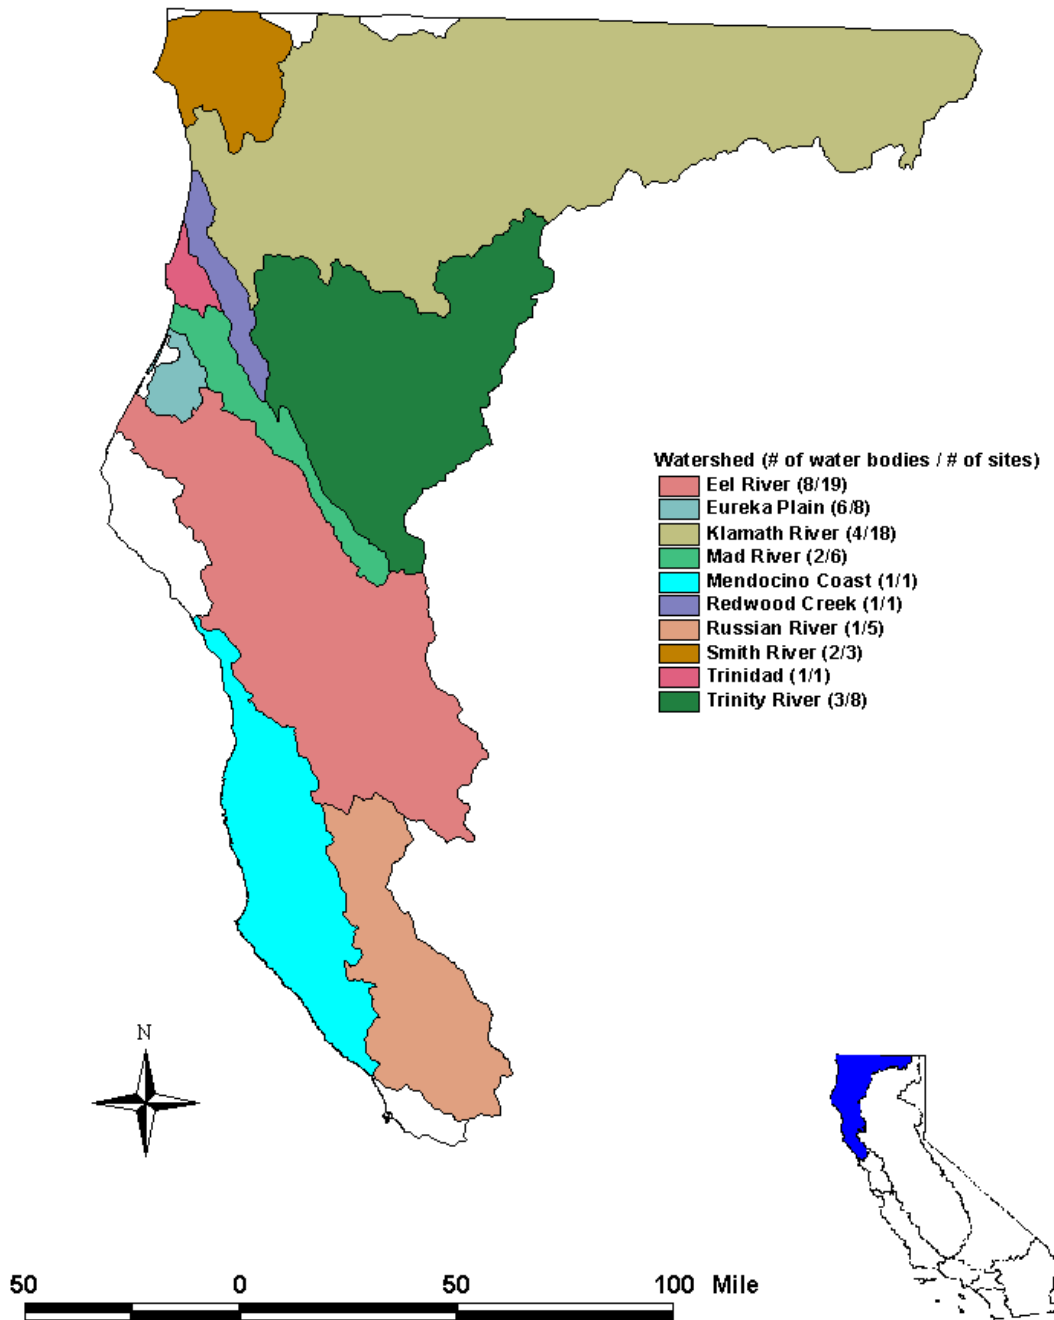 Watershed (# of water bodies / # of sites)
Eel River (8/19)
Eureka Plain (6/8)
Klamath River (4/18)
Mad River (2/6)
Mendocino Coast (1/1)
Redwood Creek (1/1)
Russian River (1/5)
Smith River (2/3)
Trinidad (1/1)
Trinity River (3/8)
N
50 0 50 100 Mile